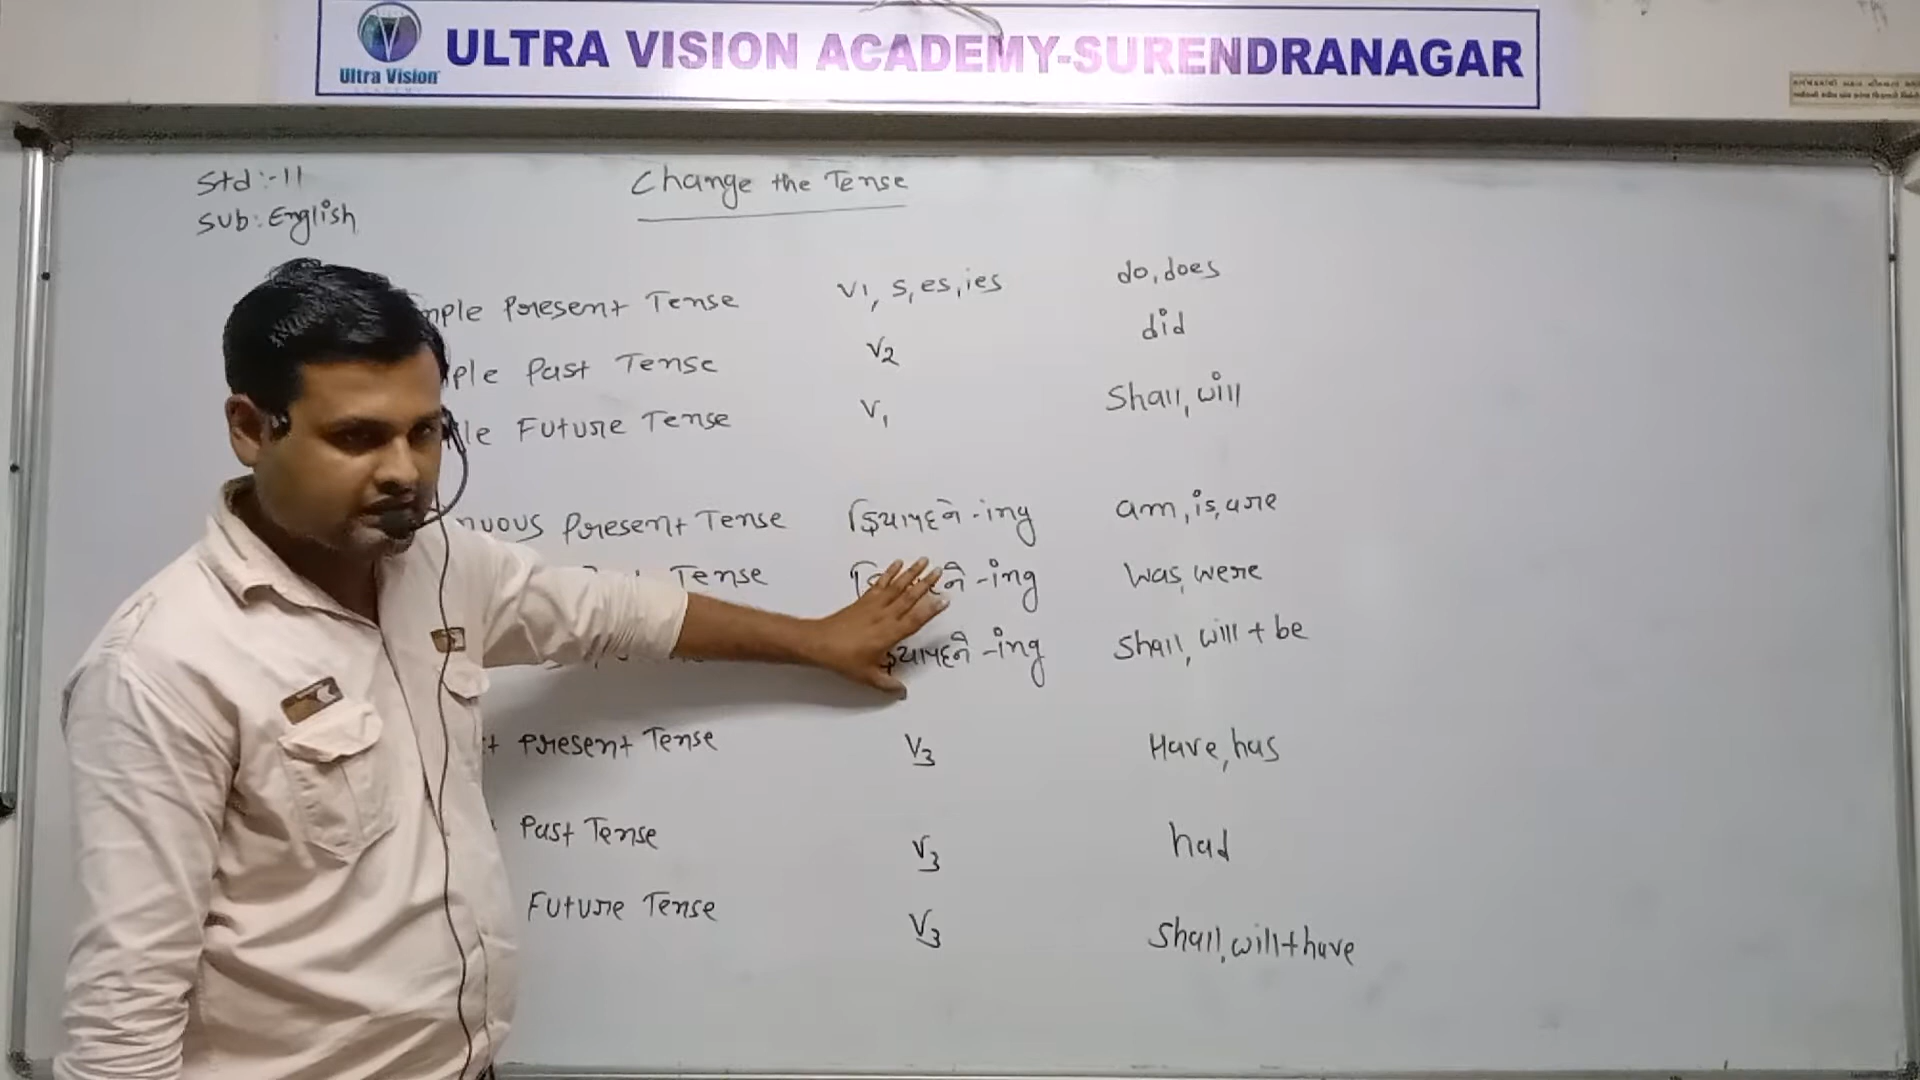 ULTRA VISION ACADEMY-SURENDRANAGAR
Ultra Vision
Std:-11
Sub: English
Change the Tense
mple Present Tense V1, s, es, ies do, does
ple Past Tense V2 did
le Future Tense V1 Shall, will
nuous Present Tense ક્રિયાપદને -ing am, is, are
Tense ને -ing was, were
ક્રિયાપદને -ing Shall, will + be
t Present Tense V3 Have, has
Past Tense V3 had
Future Tense V3 Shall, will+have